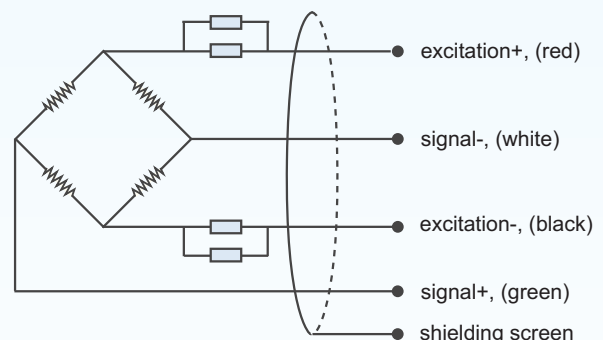 excitation+, (red)
signal-, (white)
excitation-, (black)
signal+, (green)
shielding screen